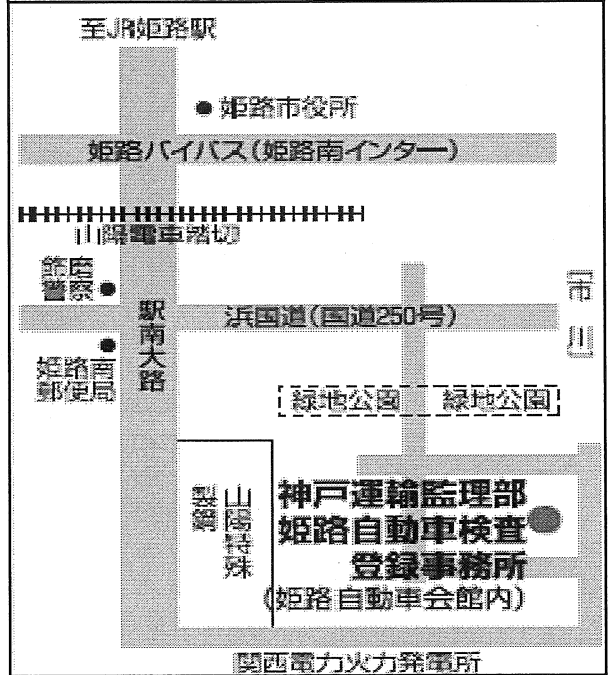 至JR姫路駅
姫路市役所
姫路バイパス(姫路南インター)
山陽電車踏切
飾磨
警察
駅南大路
浜国道(国道250号)
[市川]
姫路南
郵便局
緑地公園 緑地公園
山陽特殊
製鋼
神戸運輸監理部
姫路自動車検査
登録事務所
(姫路自動車会館内)
関西電力火力発電所